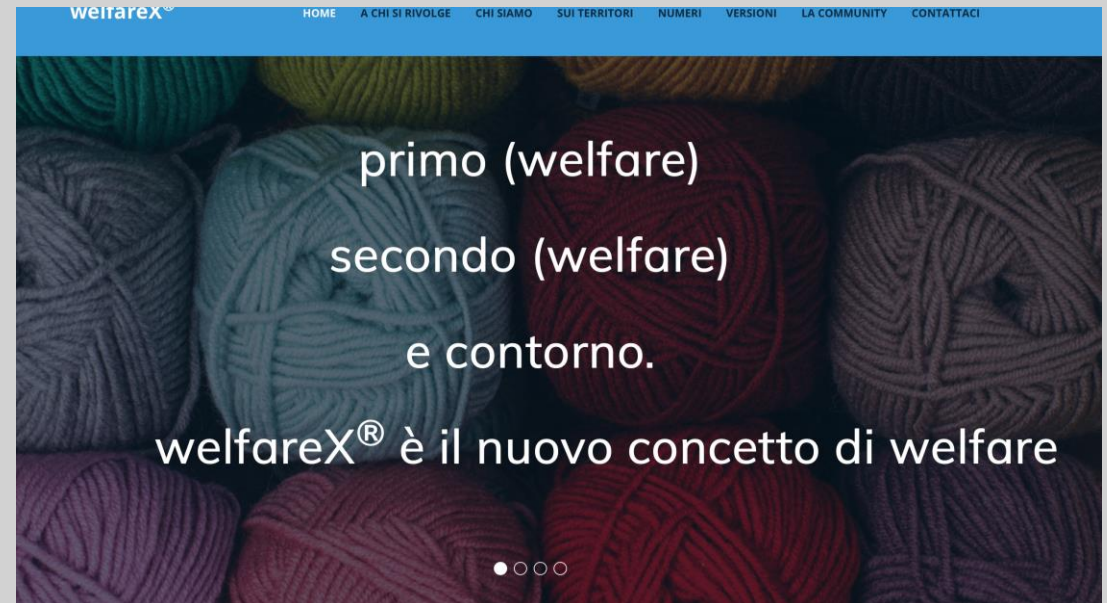 welfareX®
HOME A CHI SI RIVOLGE CHI SIAMO SUI TERRITORI NUMERI VERSIONI LA COMMUNITY CONTATTACI
primo (welfare)
secondo (welfare)
e contorno.
welfareX® è il nuovo concetto di welfare